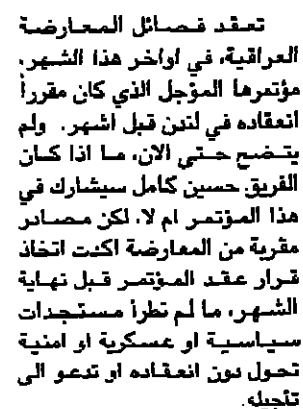 تعقد فصائل المعارضة
العراقية، في اواخر هذا الشهر،
مؤتمرها المؤجل الذي كان مقرراً
انعقاده في لندن قبل اشهر. ولم
يتضح حتى الان، ما اذا كان
الفريق حسين كامل سيشارك في
هذا المؤتمر ام لا، لكن مصادر
مقربة من المعارضة اكدت اتخاذ
قرار عقد المؤتمر قبل نهاية
الشهر، ما لم تطرأ مستجدات
سياسية او عسكرية او امنية
تحول دون انعقاده او تدعو الى
تأجيله.